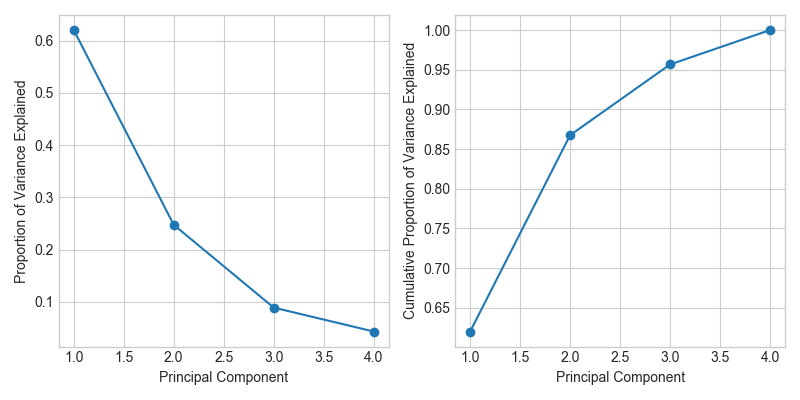 Proportion of Variance Explained
0.6
0.5
0.4
0.3
0.2
0.1
1.0 1.5 2.0 2.5 3.0 3.5 4.0
Principal Component
Cumulative Proportion of Variance Explained
1.00
0.95
0.90
0.85
0.80
0.75
0.70
0.65
1.0 1.5 2.0 2.5 3.0 3.5 4.0
Principal Component